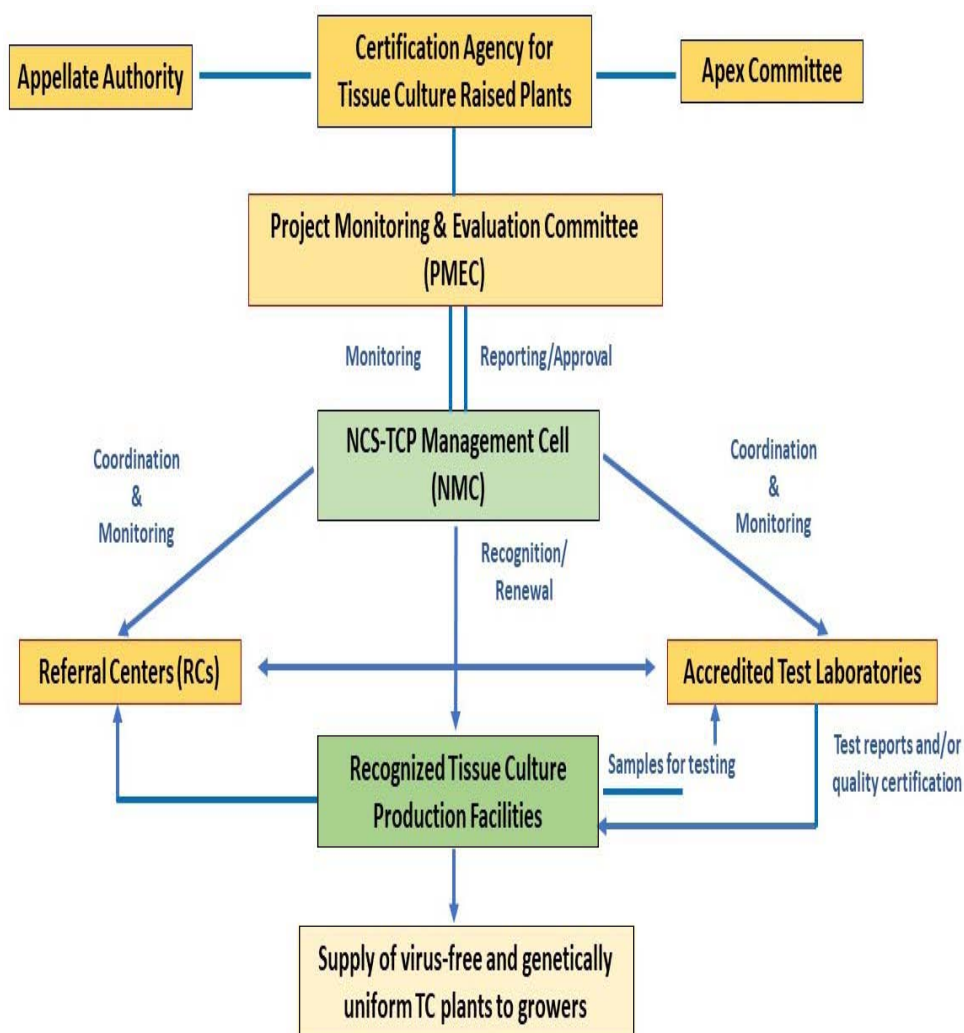 Appellate Authority
Certification Agency for
Tissue Culture Raised Plants
Apex Committee
Project Monitoring & Evaluation Committee
(PMEC)
Monitoring
Reporting/Approval
NCS-TCP Management Cell
(NMC)
Coordination
&
Monitoring
Coordination
&
Monitoring
Recognition/
Renewal
Referral Centers (RCs)
Accredited Test Laboratories
Recognized Tissue Culture
Production Facilities
Samples for testing
Test reports and/or
quality certification
Supply of virus-free and genetically
uniform TC plants to growers